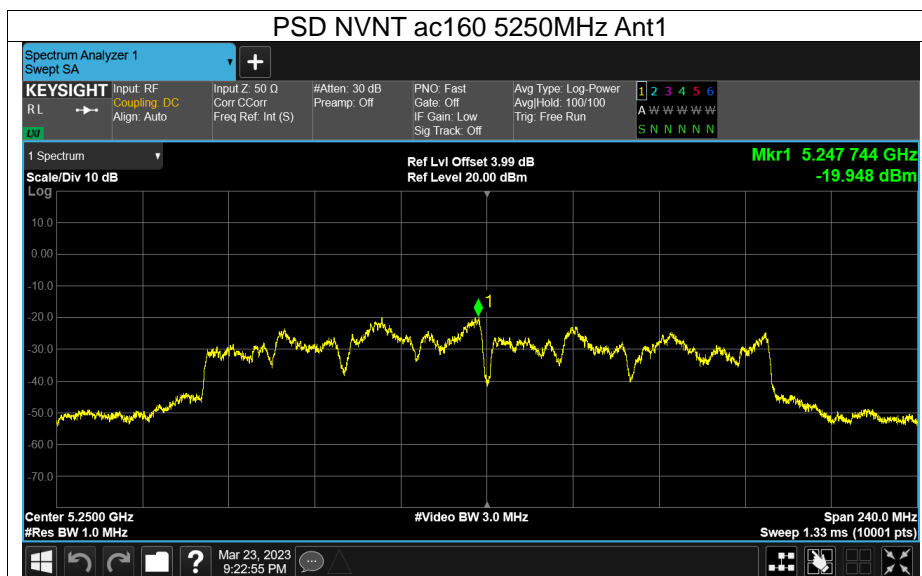 PSD NVNT ac160 5250MHz Ant1
Spectrum Analyzer 1
Swept SA
+
KEYSIGHT
R L
LXI
Input: RF
Coupling: DC
Align: Auto
Input Z: 50 Ω
Corr CCorr
Freq Ref: Int (S)
#Atten: 30 dB
Preamp: Off
PNO: Fast
Gate: Off
IF Gain: Low
Sig Track: Off
Avg Type: Log-Power
Avg|Hold: 100/100
Trig: Free Run
1 2 3 4 5 6
A W W W W W
S N N N N N
1 Spectrum
Scale/Div 10 dB
Ref Lvl Offset 3.99 dB
Ref Level 20.00 dBm
Mkr1 5.247 744 GHz
-19.948 dBm
Log
10.0
0.00
-10.0
-20.0
-30.0
-40.0
-50.0
-60.0
-70.0
1
Center 5.2500 GHz
#Res BW 1.0 MHz
#Video BW 3.0 MHz
Span 240.0 MHz
Sweep 1.33 ms (10001 pts)
?
Mar 23, 2023
9:22:55 PM